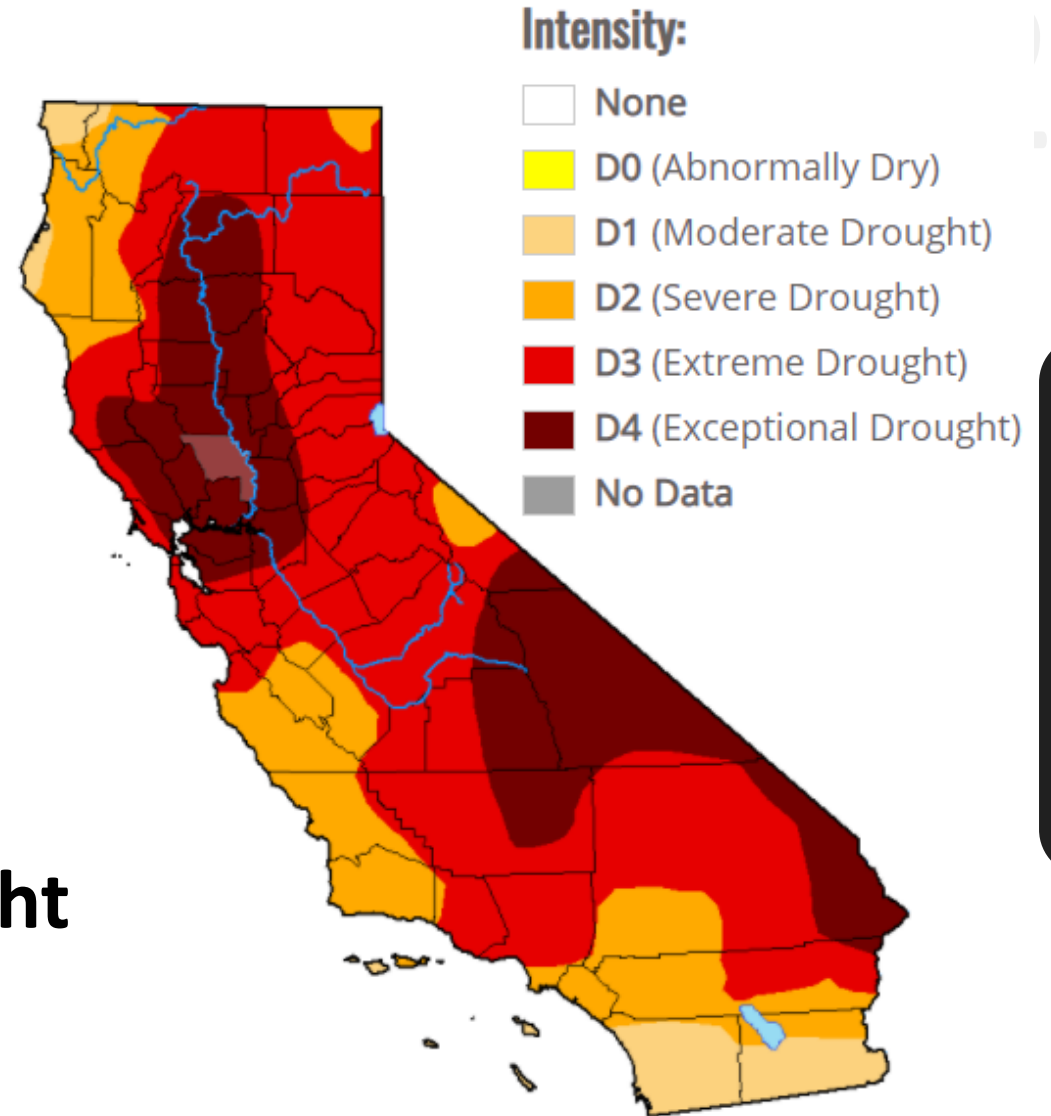 Intensity:
None
D0 (Abnormally Dry)
D1 (Moderate Drought)
D2 (Severe Drought)
D3 (Extreme Drought)
D4 (Exceptional Drought)
No Data
ht